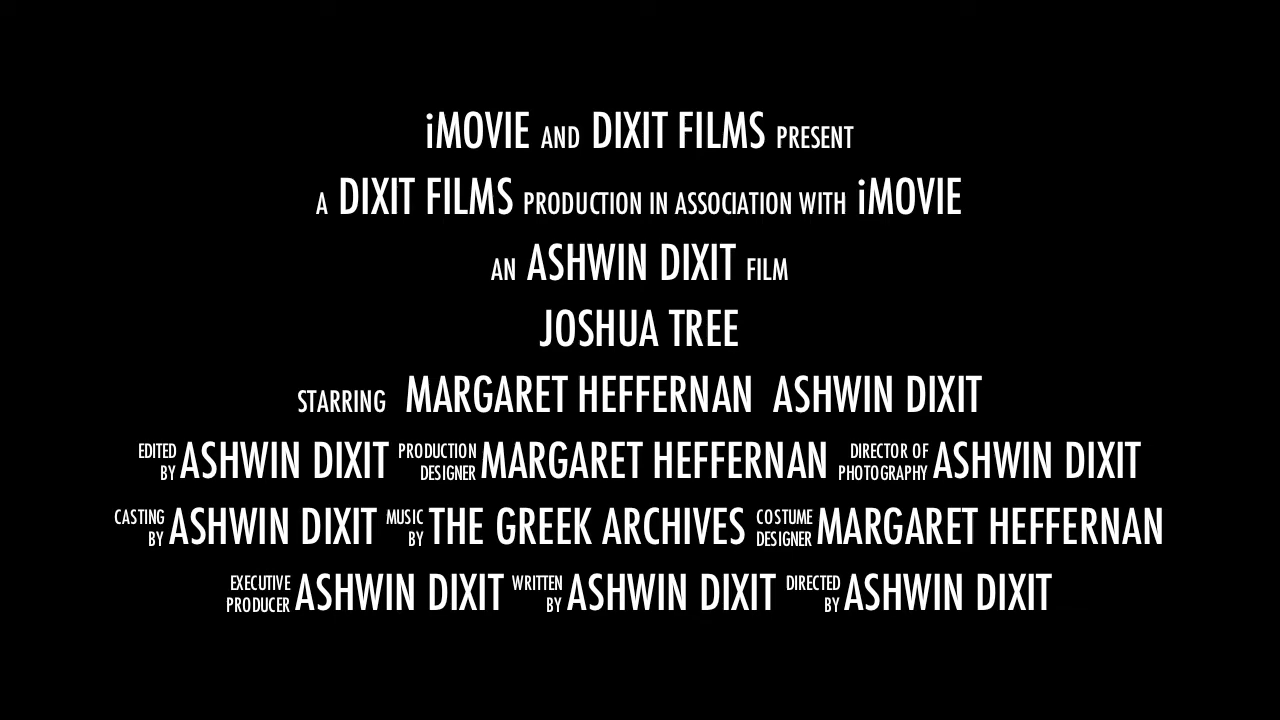 iMOVIE AND DIXIT FILMS PRESENT
A DIXIT FILMS PRODUCTION IN ASSOCIATION WITH iMOVIE
AN ASHWIN DIXIT FILM
JOSHUA TREE
STARRING MARGARET HEFFERNAN ASHWIN DIXIT
EDITED BY ASHWIN DIXIT PRODUCTION DESIGNER MARGARET HEFFERNAN DIRECTOR OF PHOTOGRAPHY ASHWIN DIXIT
CASTING BY ASHWIN DIXIT MUSIC BY THE GREEK ARCHIVES COSTUME DESIGNER MARGARET HEFFERNAN
EXECUTIVE PRODUCER ASHWIN DIXIT WRITTEN BY ASHWIN DIXIT DIRECTED BY ASHWIN DIXIT